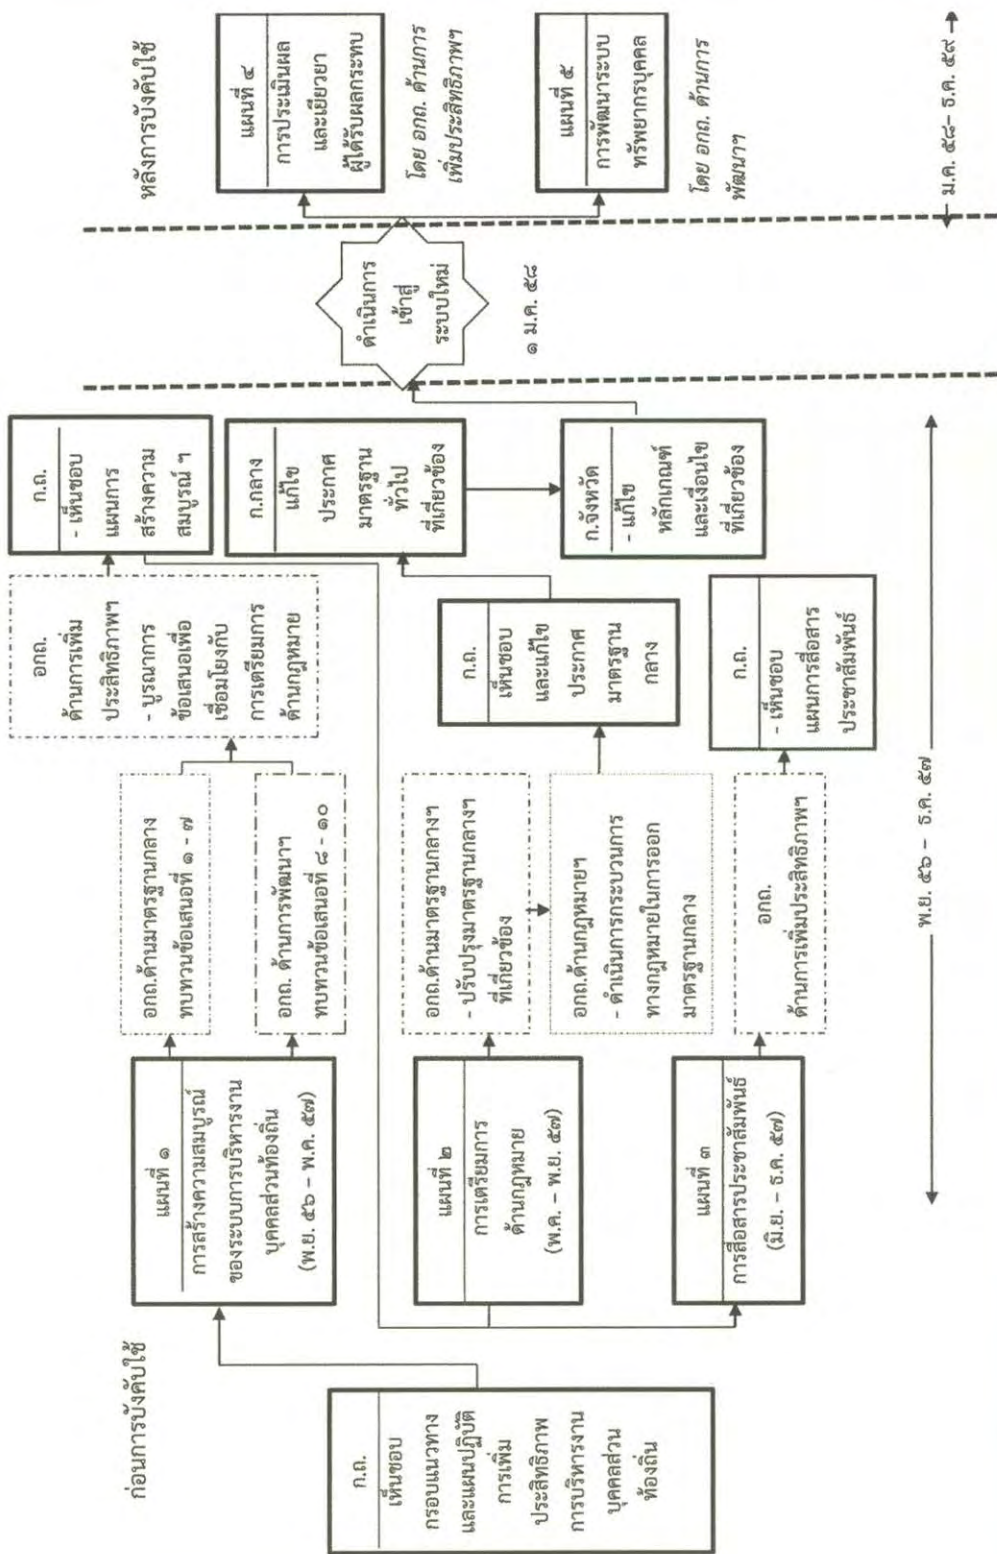 ก่อนการบังคับใช้
ก.ถ.
เห็นชอบ
กรอบแนวทาง
และแผนปฏิบัติ
การเพิ่ม
ประสิทธิภาพ
การบริหารงาน
บุคคลส่วน
ท้องถิ่น
แผนที่ ๑
การสร้างความสมบูรณ์
ของระบบการบริหารงาน
บุคคลส่วนท้องถิ่น
(พ.ย. ๕๖ – พ.ค. ๕๗)
อกถ.ด้านมาตรฐานกลาง
ทบทวนข้อเสนอที่ ๑ - ๗
อกถ. ด้านการพัฒนาฯ
ทบทวนข้อเสนอที่ ๘ - ๑๐
อกถ.
ด้านการเพิ่ม
ประสิทธิภาพฯ
- บูรณาการ
ข้อเสนอเพื่อ
เชื่อมโยงกับ
การเตรียมการ
ด้านกฎหมาย
ก.ถ.
- เห็นชอบ
แผนการ
สร้างความ
สมบูรณ์ ฯ
แผนที่ ๒
การเตรียมการ
ด้านกฎหมาย
(พ.ค. – พ.ย. ๕๗)
อกถ.ด้านมาตรฐานกลางฯ
- ปรับปรุงมาตรฐานกลางฯ
ที่เกี่ยวข้อง
อกถ.ด้านกฎหมายฯ
- ดำเนินการกระบวนการ
ทางกฎหมายในการออก
มาตรฐานกลาง
ก.ถ.
เห็นชอบ
และแก้ไข
ประกาศ
มาตรฐาน
กลาง
ก.กลาง
แก้ไข
ประกาศ
มาตรฐาน
ทั่วไป
ที่เกี่ยวข้อง
ก.จังหวัด
- แก้ไข
หลักเกณฑ์
และเงื่อนไข
ที่เกี่ยวข้อง
แผนที่ ๓
การสื่อสารประชาสัมพันธ์
(มิ.ย. – ธ.ค. ๕๗)
อกถ.
ด้านการเพิ่มประสิทธิภาพฯ
ก.ถ.
- เห็นชอบ
แผนการสื่อสาร
ประชาสัมพันธ์
พ.ย. ๕๖ – ธ.ค. ๕๗
ดำเนินการ
เข้าสู่
ระบบใหม่
๑ ม.ค. ๕๘
หลังการบังคับใช้
แผนที่ ๔
การประเมินผล
และเยียวยา
ผู้ได้รับผลกระทบ
โดย อกถ. ด้านการ
เพิ่มประสิทธิภาพฯ
แผนที่ ๕
การพัฒนาระบบ
ทรัพยากรบุคคล
โดย อกถ. ด้านการ
พัฒนาฯ
ม.ค. ๕๘– ธ.ค. ๕๙